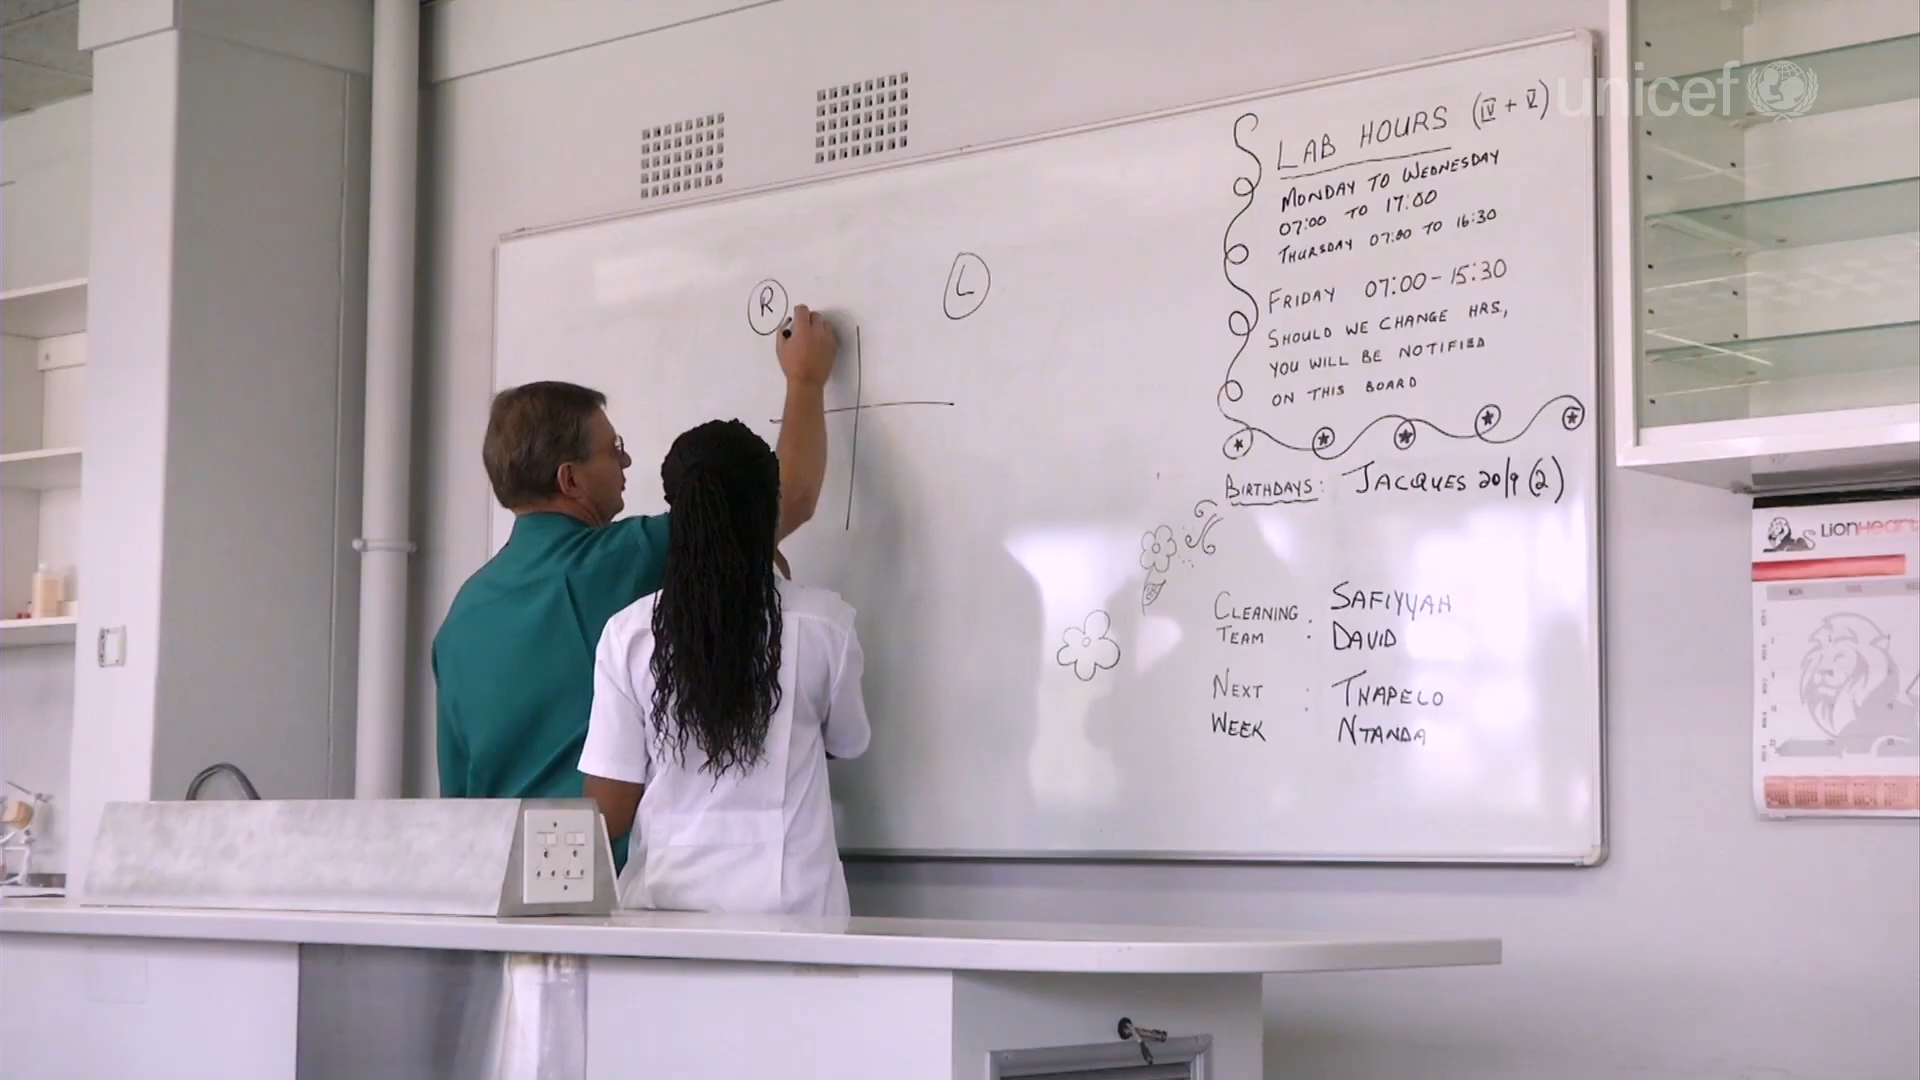 unicef
LAB HOURS (IV + V)
MONDAY TO WEDNESDAY
07:00 TO 17:00
THURSDAY 07:00 TO 16:30
FRIDAY 07:00-15:30
SHOULD WE CHANGE HRS,
YOU WILL BE NOTIFIED
ON THIS BOARD
R
L
BIRTHDAYS: JACQUES 20/9 (2)
CLEANING : SAFIYYAH
TEAM : DAVID
NEXT : THAPELO
WEEK NTANDA
LIONHeart